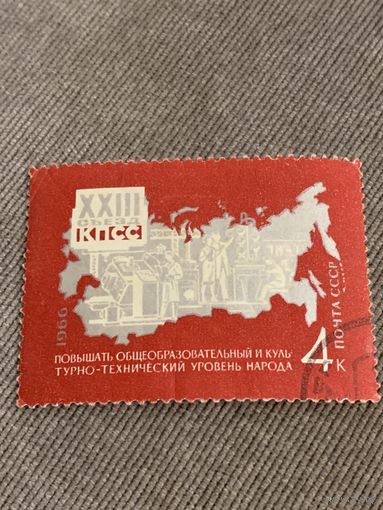 XXIII
СЪЕЗД
КПСС
1966
ПОВЫШАТЬ ОБЩЕОБРАЗОВАТЕЛЬНЫЙ И КУЛЬ
ТУРНО-ТЕХНИЧЕСКИЙ УРОВЕНЬ НАРОДА
4К
ПОЧТА СССР